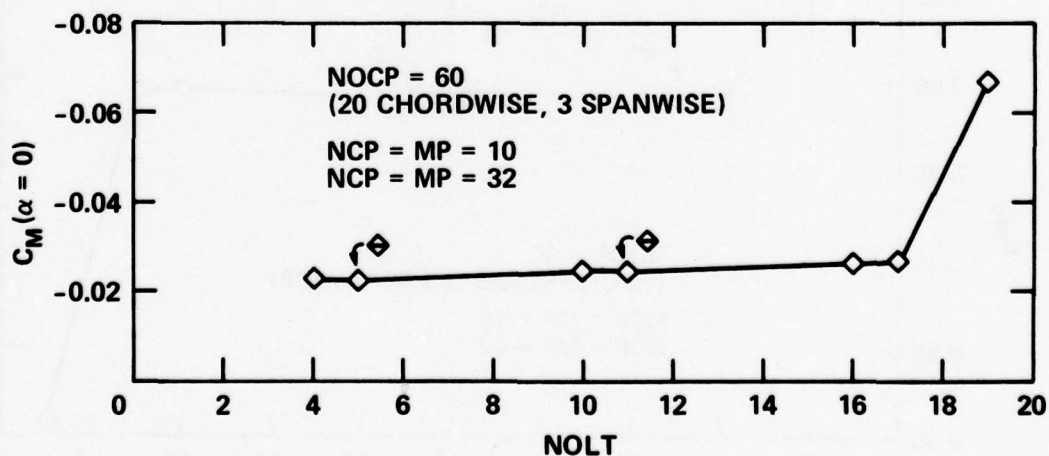 -0.08
-0.06
-0.04
-0.02
C_M (α = 0)
NOCP = 60
(20 CHORDWISE, 3 SPANWISE)
NCP = MP = 10
NCP = MP = 32
0 2 4 6 8 10 12 14 16 18 20
NOLT